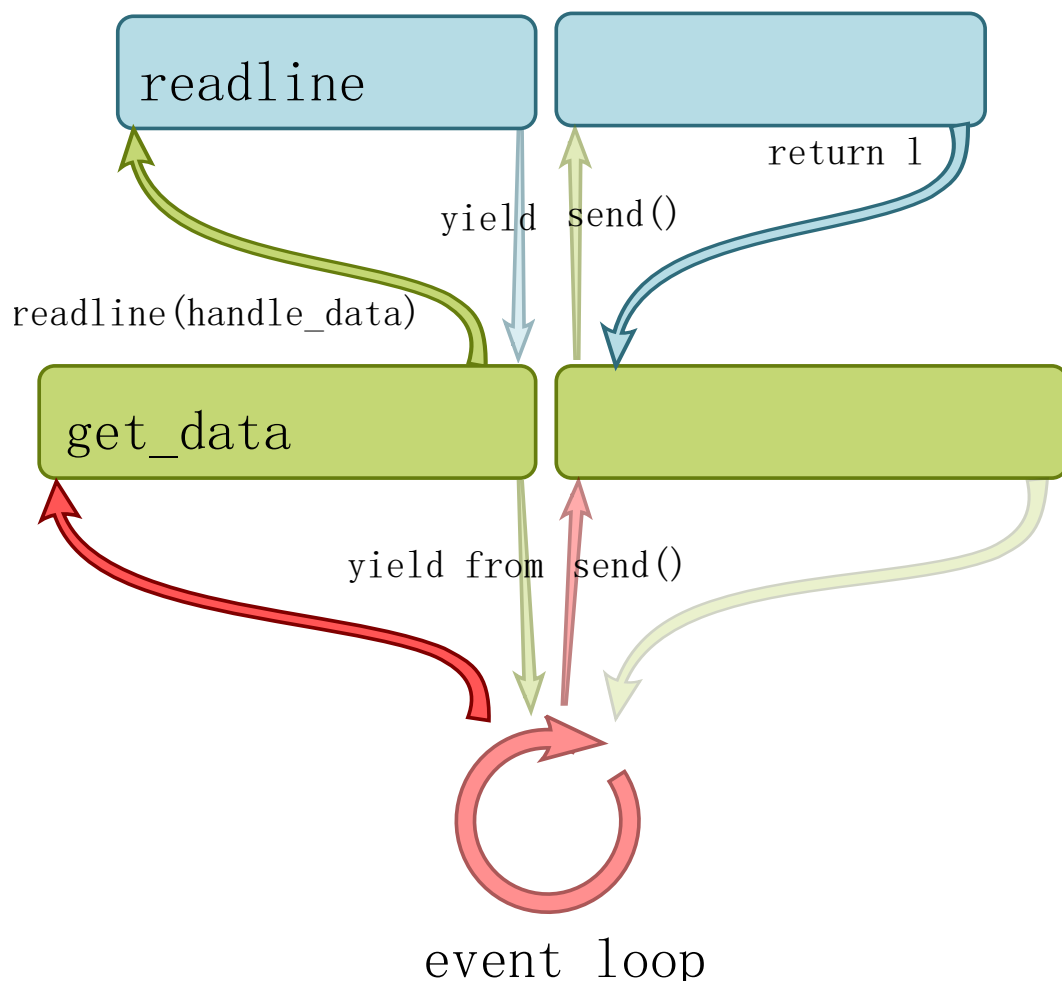 readline
return l
yield send()
readline(handle_data)
get_data
yield from send()
event loop